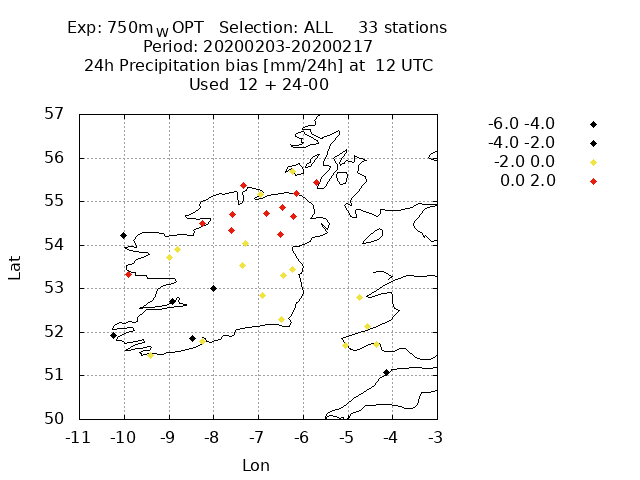 Exp: 750m_W OPT Selection: ALL 33 stations
Period: 20200203-20200217
24h Precipitation bias [mm/24h] at 12 UTC
Used 12 + 24-00
57
56
55
54
53
52
51
50
-11 -10 -9 -8 -7 -6 -5 -4 -3
Lat
Lon
-6.0 -4.0
-4.0 -2.0
-2.0 0.0
0.0 2.0